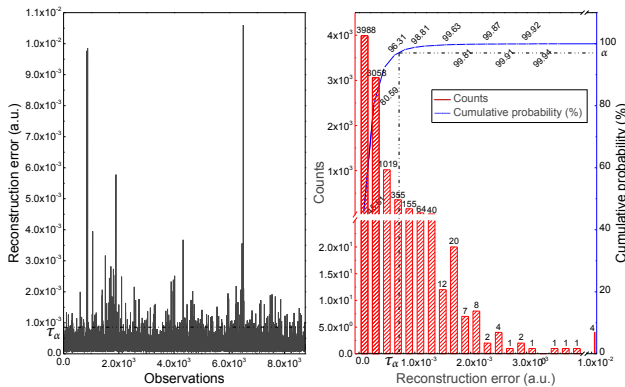 1.1x10⁻²
1.0x10⁻²
9.0x10⁻³
8.0x10⁻³
7.0x10⁻³
6.0x10⁻³
5.0x10⁻³
4.0x10⁻³
3.0x10⁻³
2.0x10⁻³
1.0x10⁻³
τα
0.0
Reconstruction error (a.u.)
0.0 2.0x10³ 4.0x10³ 6.0x10³ 8.0x10³
Observations
4x10³
3x10³
2x10³
1x10³
2.0x10¹
1.5x10¹
1.0x10¹
5.0x10⁰
0.0
Counts
3988
3058
1019
355
155
64
40
12
20
7
8
2
4
1
2
1
1
1
1
4
80.59
96.31
98.81
99.63
99.81
99.87
99.91
99.92
99.94
Counts
Cumulative probability (%)
100
α
80
60
40
20
0
Cumulative probability (%)
0.0 τα 1.0x10⁻³ 2.0x10⁻³ 3.0x10⁻³ 1.0x10⁻²
Reconstruction error (a.u.)